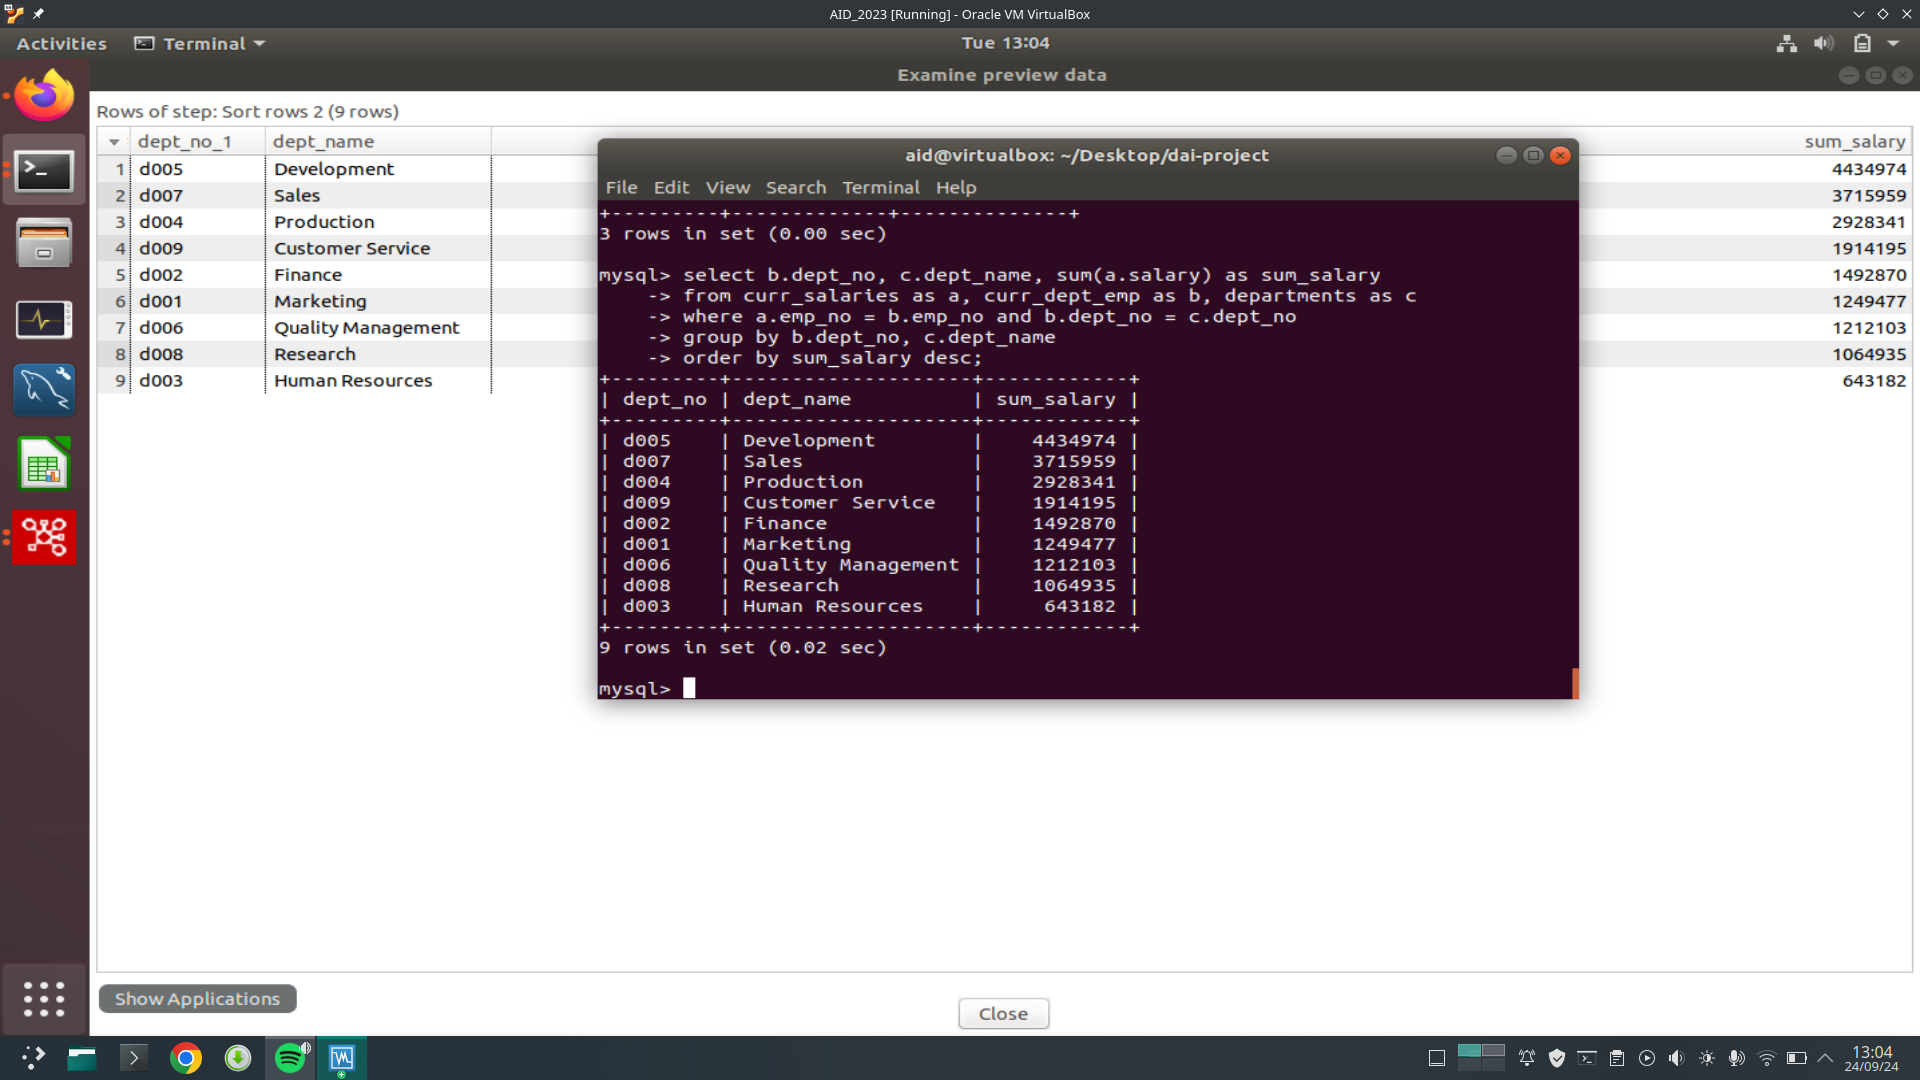 AID_2023 [Running] - Oracle VM VirtualBox
Activities Terminal Tue 13:04
Examine preview data
Rows of step: Sort rows 2 (9 rows)
dept_no_1 dept_name sum_salary
1 d005 Development 4434974
2 d007 Sales 3715959
3 d004 Production 2928341
4 d009 Customer Service 1914195
5 d002 Finance 1492870
6 d001 Marketing 1249477
7 d006 Quality Management 1212103
8 d008 Research 1064935
9 d003 Human Resources 643182
aid@virtualbox: ~/Desktop/dai-project
File Edit View Search Terminal Help
+---------+-------------+--------------+
3 rows in set (0.00 sec)
mysql> select b.dept_no, c.dept_name, sum(a.salary) as sum_salary
-> from curr_salaries as a, curr_dept_emp as b, departments as c
-> where a.emp_no = b.emp_no and b.dept_no = c.dept_no
-> group by b.dept_no, c.dept_name
-> order by sum_salary desc;
+---------+--------------------+------------+
| dept_no | dept_name          | sum_salary |
+---------+--------------------+------------+
| d005    | Development        |    4434974 |
| d007    | Sales              |    3715959 |
| d004    | Production         |    2928341 |
| d009    | Customer Service   |    1914195 |
| d002    | Finance            |    1492870 |
| d001    | Marketing          |    1249477 |
| d006    | Quality Management |    1212103 |
| d008    | Research           |    1064935 |
| d003    | Human Resources    |     643182 |
+---------+--------------------+------------+
9 rows in set (0.02 sec)
mysql>
Show Applications
Close
13:04
24/09/24